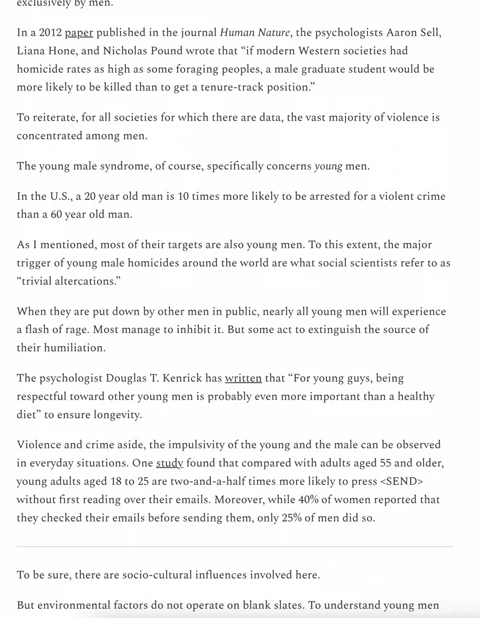 exclusively by men.
In a 2012 paper published in the journal Human Nature, the psychologists Aaron Sell,
Liana Hone, and Nicholas Pound wrote that “if modern Western societies had
homicide rates as high as some foraging peoples, a male graduate student would be
more likely to be killed than to get a tenure-track position.”
To reiterate, for all societies for which there are data, the vast majority of violence is
concentrated among men.
The young male syndrome, of course, specifically concerns young men.
In the U.S., a 20 year old man is 10 times more likely to be arrested for a violent crime
than a 60 year old man.
As I mentioned, most of their targets are also young men. To this extent, the major
trigger of young male homicides around the world are what social scientists refer to as
“trivial altercations.”
When they are put down by other men in public, nearly all young men will experience
a flash of rage. Most manage to inhibit it. But some act to extinguish the source of
their humiliation.
The psychologist Douglas T. Kenrick has written that “For young guys, being
respectful toward other young men is probably even more important than a healthy
diet” to ensure longevity.
Violence and crime aside, the impulsivity of the young and the male can be observed
in everyday situations. One study found that compared with adults aged 55 and older,
young adults aged 18 to 25 are two-and-a-half times more likely to press <SEND>
without first reading over their emails. Moreover, while 40% of women reported that
they checked their emails before sending them, only 25% of men did so.
To be sure, there are socio-cultural influences involved here.
But environmental factors do not operate on blank slates. To understand young men